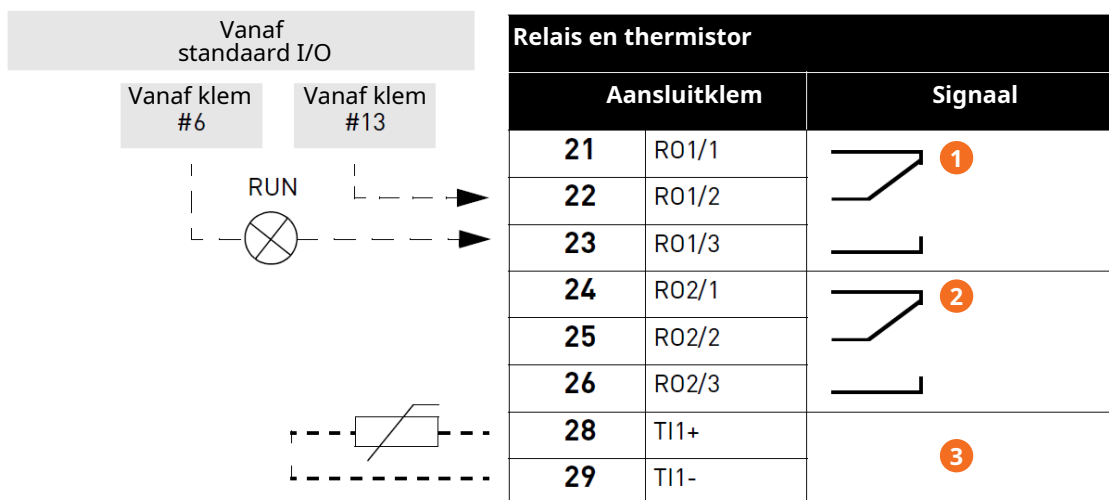 Vanaf
standaard I/O
Vanaf klem
#6
Vanaf klem
#13
RUN
Relais en thermistor
Aansluitklem Signaal
21 RO1/1 1
22 RO1/2
23 RO1/3
24 RO2/1 2
25 RO2/2
26 RO2/3
28 TI1+ 3
29 TI1-